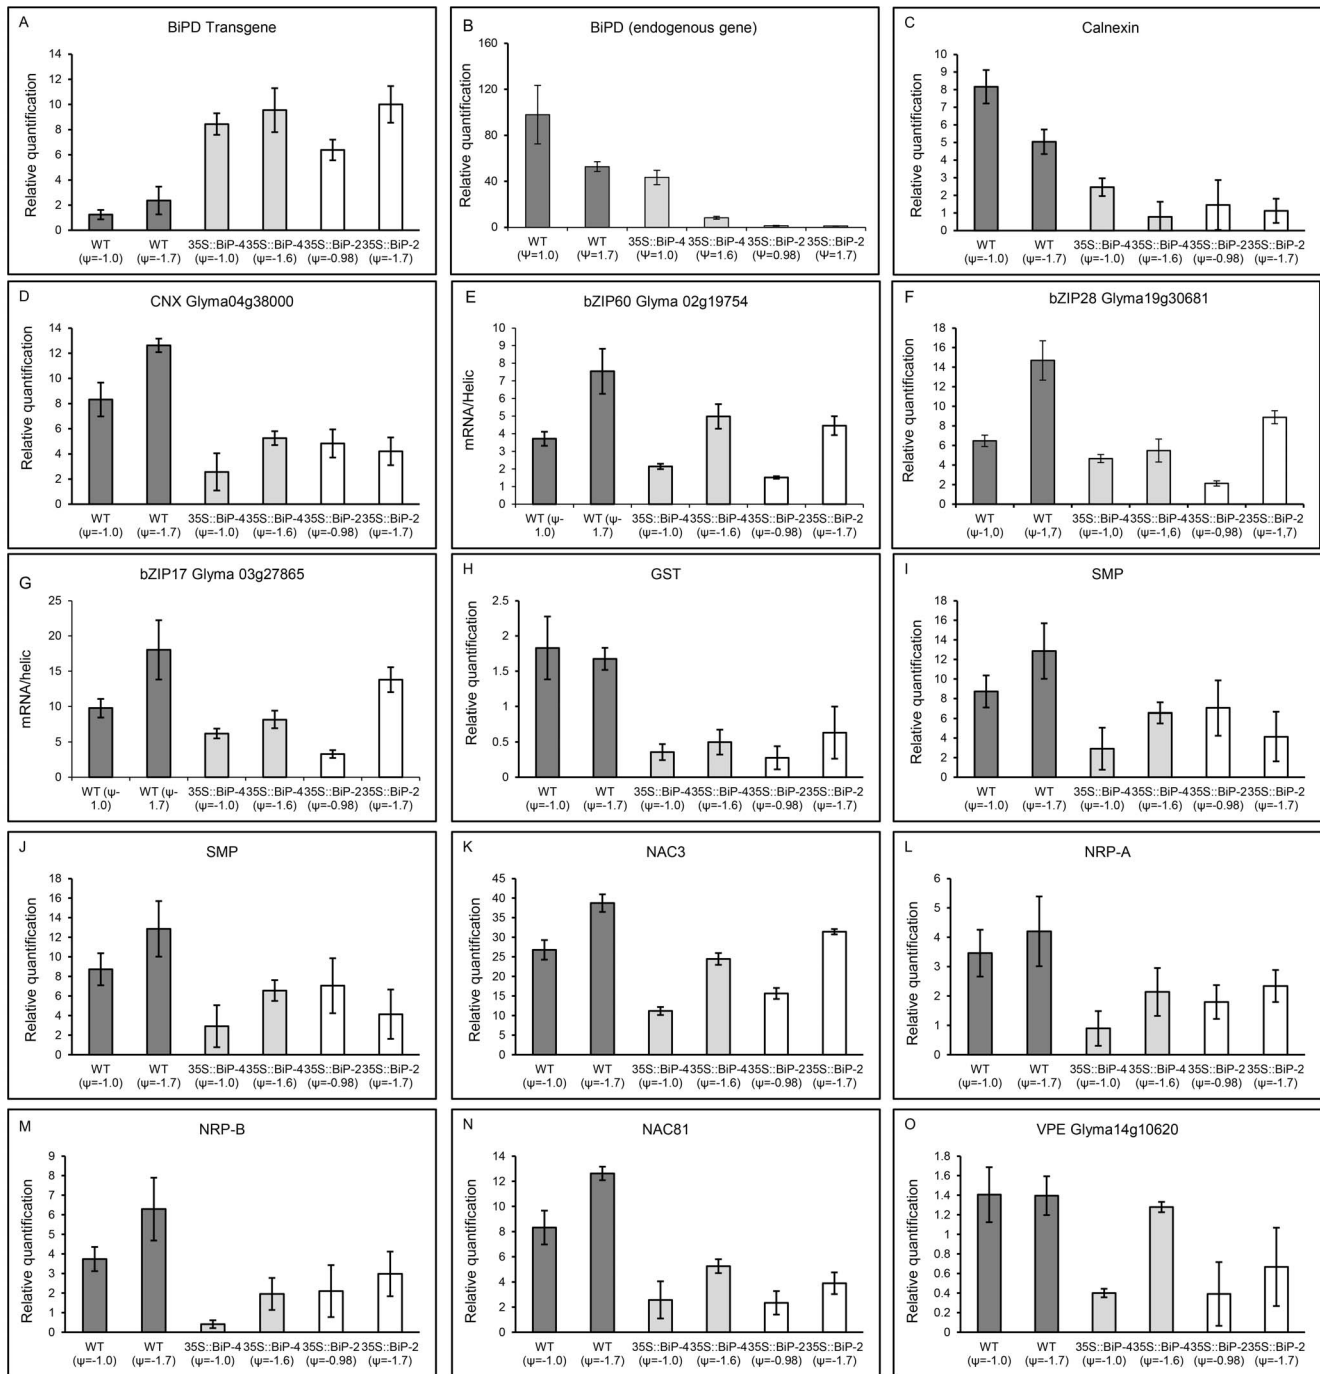 A
BiPD Transgene
Relative quantification
14
12
10
8
6
4
2
0
WT WT 35S::BiP-4 35S::BiP-4 35S::BiP-2 35S::BiP-2
(ψ=-1.0) (ψ=-1.7) (ψ=-1.0) (ψ=-1.6) (ψ=-0.98) (ψ=-1.7)
B
BiPD (endogenous gene)
Relative quantification
160
120
80
40
0
WT WT 35S::BiP-4 35S::BiP-4 35S::BiP-2 35S::BiP-2
(Ψ=1.0) (Ψ=1.7) (Ψ=1.0) (Ψ=1.6) (Ψ=0.98) (Ψ=1.7)
C
Calnexin
Relative quantification
10
9
8
7
6
5
4
3
2
1
0
WT WT 35S::BiP-4 35S::BiP-4 35S::BiP-2 35S::BiP-2
(ψ=-1.0) (ψ=-1.7) (ψ=-1.0) (ψ=-1.6) (ψ=-0.98) (ψ=-1.7)
D
CNX Glyma04g38000
Relative quantification
14
12
10
8
6
4
2
0
WT WT 35S::BiP-4 35S::BiP-4 35S::BiP-2 35S::BiP-2
(ψ=-1.0) (ψ=-1.7) (ψ=-1.0) (ψ=-1.6) (ψ=-0.98) (ψ=-1.7)
E
bZIP60 Glyma 02g19754
mRNA/Helic
10
9
8
7
6
5
4
3
2
1
0
WT (ψ- WT (ψ- 35S::BiP-4 35S::BiP-4 35S::BiP-2 35S::BiP-2
1.0) 1.7) (ψ=-1.0) (ψ=-1.6) (ψ=-0.98) (ψ=-1.7)
F
bZIP28 Glyma19g30681
Relative quantification
18
16
14
12
10
8
6
4
2
0
WT WT 35S::BiP-4 35S::BiP-4 35S::BiP-2 35S::BiP-2
(ψ-1,0) (ψ-1,7) (ψ=-1,0) (ψ=-1,6) (ψ=-0,98) (ψ=-1,7)
G
bZIP17 Glyma 03g27865
mRNA/helic
25
20
15
10
5
0
WT (ψ- WT (ψ- 35S::BiP-4 35S::BiP-4 35S::BiP-2 35S::BiP-2
1.0) 1.7) (ψ=-1.0) (ψ=-1.6) (ψ=-0.98) (ψ=-1.7)
H
GST
Relative quantification
2.5
2
1.5
1
0.5
0
WT WT 35S::BiP-4 35S::BiP-4 35S::BiP-2 35S::BiP-2
(ψ=-1.0) (ψ=-1.7) (ψ=-1.0) (ψ=-1.6) (ψ=-0.98) (ψ=-1.7)
I
SMP
Relative quantification
18
16
14
12
10
8
6
4
2
0
WT WT 35S::BiP-4 35S::BiP-4 35S::BiP-2 35S::BiP-2
(ψ=-1.0) (ψ=-1.7) (ψ=-1.0) (ψ=-1.6) (ψ=-0.98) (ψ=-1.7)
J
SMP
Relative quantification
18
16
14
12
10
8
6
4
2
0
WT WT 35S::BiP-4 35S::BiP-4 35S::BiP-2 35S::BiP-2
(ψ=-1.0) (ψ=-1.7) (ψ=-1.0) (ψ=-1.6) (ψ=-0.98) (ψ=-1.7)
K
NAC3
Relative quantification
45
40
35
30
25
20
15
10
5
0
WT WT 35S::BiP-4 35S::BiP-4 35S::BiP-2 35S::BiP-2
(ψ=-1.0) (ψ=-1.7) (ψ=-1.0) (ψ=-1.6) (ψ=-0.98) (ψ=-1.7)
L
NRP-A
Relative quantification
6
5
4
3
2
1
0
WT WT 35S::BiP-4 35S::BiP-4 35S::BiP-2 35S::BiP-2
(ψ=-1.0) (ψ=-1.7) (ψ=-1.0) (ψ=-1.6) (ψ=-0.98) (ψ=-1.7)
M
NRP-B
Relative quantification
9
8
7
6
5
4
3
2
1
0
WT WT 35S::BiP-4 35S::BiP-4 35S::BiP-2 35S::BiP-2
(ψ=-1.0) (ψ=-1.7) (ψ=-1.0) (ψ=-1.6) (ψ=-0.98) (ψ=-1.7)
N
NAC81
Relative quantification
14
12
10
8
6
4
2
0
WT WT 35S::BiP-4 35S::BiP-4 35S::BiP-2 35S::BiP-2
(ψ=-1.0) (ψ=-1.7) (ψ=-1.0) (ψ=-1.6) (ψ=-0.98) (ψ=-1.7)
O
VPE Glyma14g10620
Relative quantification
1.8
1.6
1.4
1.2
1
0.8
0.6
0.4
0.2
0
WT WT 35S::BiP-4 35S::BiP-4 35S::BiP-2 35S::BiP-2
(ψ=-1.0) (ψ=-1.7) (ψ=-1.0) (ψ=-1.6) (ψ=-0.98) (ψ=-1.7)